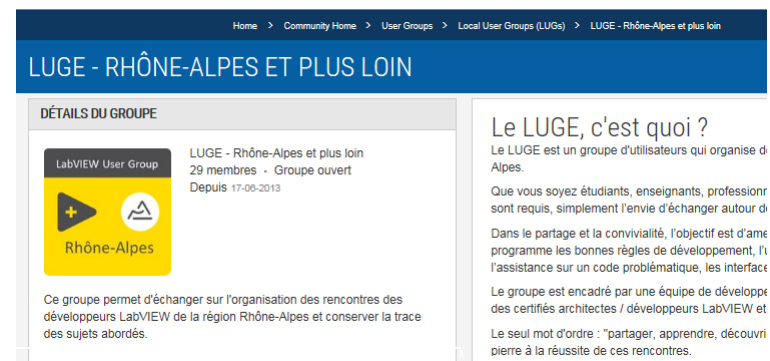 Home > Community Home > User Groups > Local User Groups (LUGs) > LUGE - Rhône-Alpes et plus loin
LUGE - RHÔNE-ALPES ET PLUS LOIN
DÉTAILS DU GROUPE
LabVIEW User Group
Rhône-Alpes
LUGE - Rhône-Alpes et plus loin
29 membres - Groupe ouvert
Depuis 17-06-2013
Ce groupe permet d'échanger sur l'organisation des rencontres des
développeurs LabVIEW de la région Rhône-Alpes et conserver la trace
des sujets abordés.
Le LUGE, c'est quoi ?
Le LUGE est un groupe d'utilisateurs qui organise de
Alpes.
Que vous soyez étudiants, enseignants, professionn
sont requis, simplement l'envie d'échanger autour d
Dans le partage et la convivialité, l'objectif est d'ame
programme les bonnes règles de développement, l'u
l'assistance sur un code problématique, les interface
Le groupe est encadré par une équipe de développe
des certifiés architectes / développeurs LabVIEW et
Le seul mot d'ordre : "partager, apprendre, découvri
pierre à la réussite de ces rencontres.